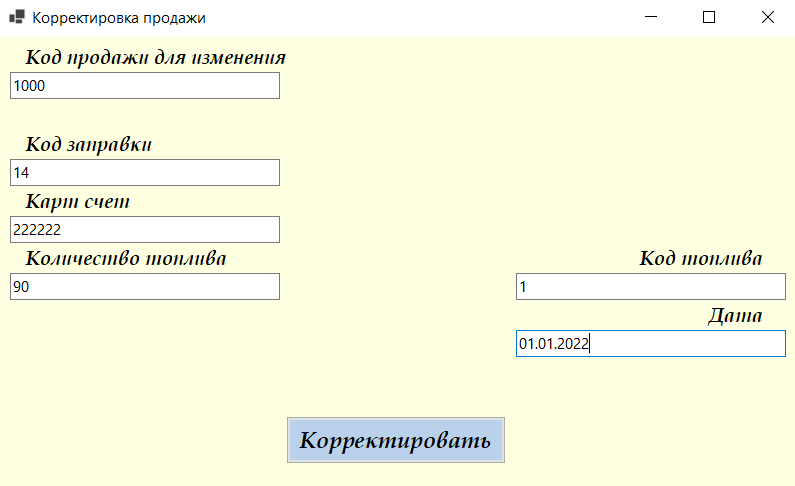 Корректировка продажи
Код продажи для изменения
1000
Код заправки
14
Карт счет
222222
Количество топлива
Код топлива
90
1
Дата
01.01.2022
Корректировать